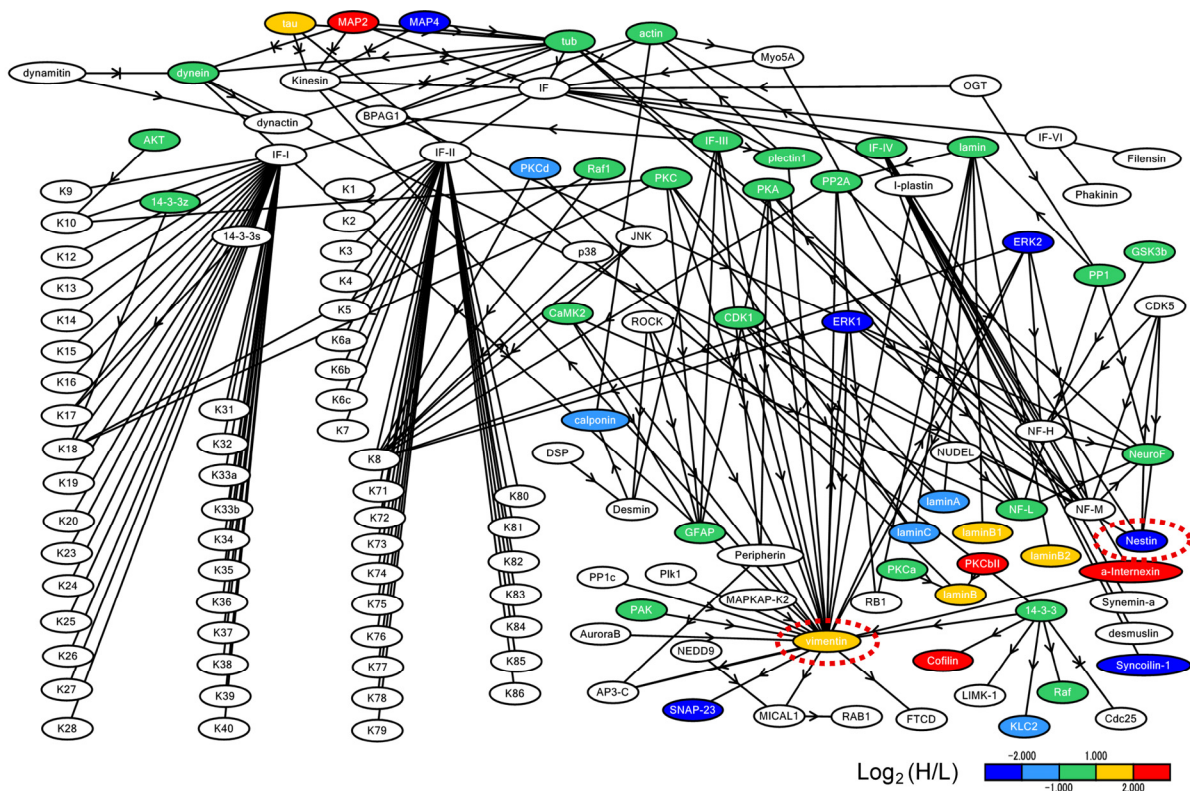 tau
MAP2
MAP4
tub
actin
Myo5A
dynamitin
dynein
Kinesin
IF
OGT
BPAG1
dynactin
AKT
IF-I
IF-II
PKCd
Raf1
IF-III
plectin1
IF-IV
lamin
IF-VI
Filensin
K9
K1
PKC
PKA
PP2A
l-plastin
Phakinin
K10
14-3-3z
K2
14-3-3s
JNK
ERK2
K12
K3
p38
GSK3b
K13
K4
PP1
K14
K5
CaMK2
ROCK
CDK1
ERK1
CDK5
K15
K6a
K16
K6b
K17
K31
K6c
calponin
K18
K32
K7
NF-H
K19
K33a
K8
DSP
NUDEL
NeuroF
K20
K33b
K71
K80
Desmin
laminA
NF-L
NF-M
K23
K34
K72
K81
GFAP
laminC
laminB1
Nestin
K24
K35
K73
K82
Peripherin
laminB2
K25
K36
K74
K83
PP1c
Plk1
PKCa
PKCbII
a-Internexin
K26
K37
K75
K84
PAK
MAPKAP-K2
RB1
laminB
14-3-3
Synemin-a
K27
K38
K76
K85
AuroraB
vimentin
desmuslin
K28
K39
K77
K86
NEDD9
Cofilin
Syncoilin-1
K40
K78
AP3-C
LIMK-1
Raf
K79
SNAP-23
MICAL1
RAB1
FTCD
KLC2
Cdc25
Log2 (H/L)
-2.000
1.000
-1.000
2.000